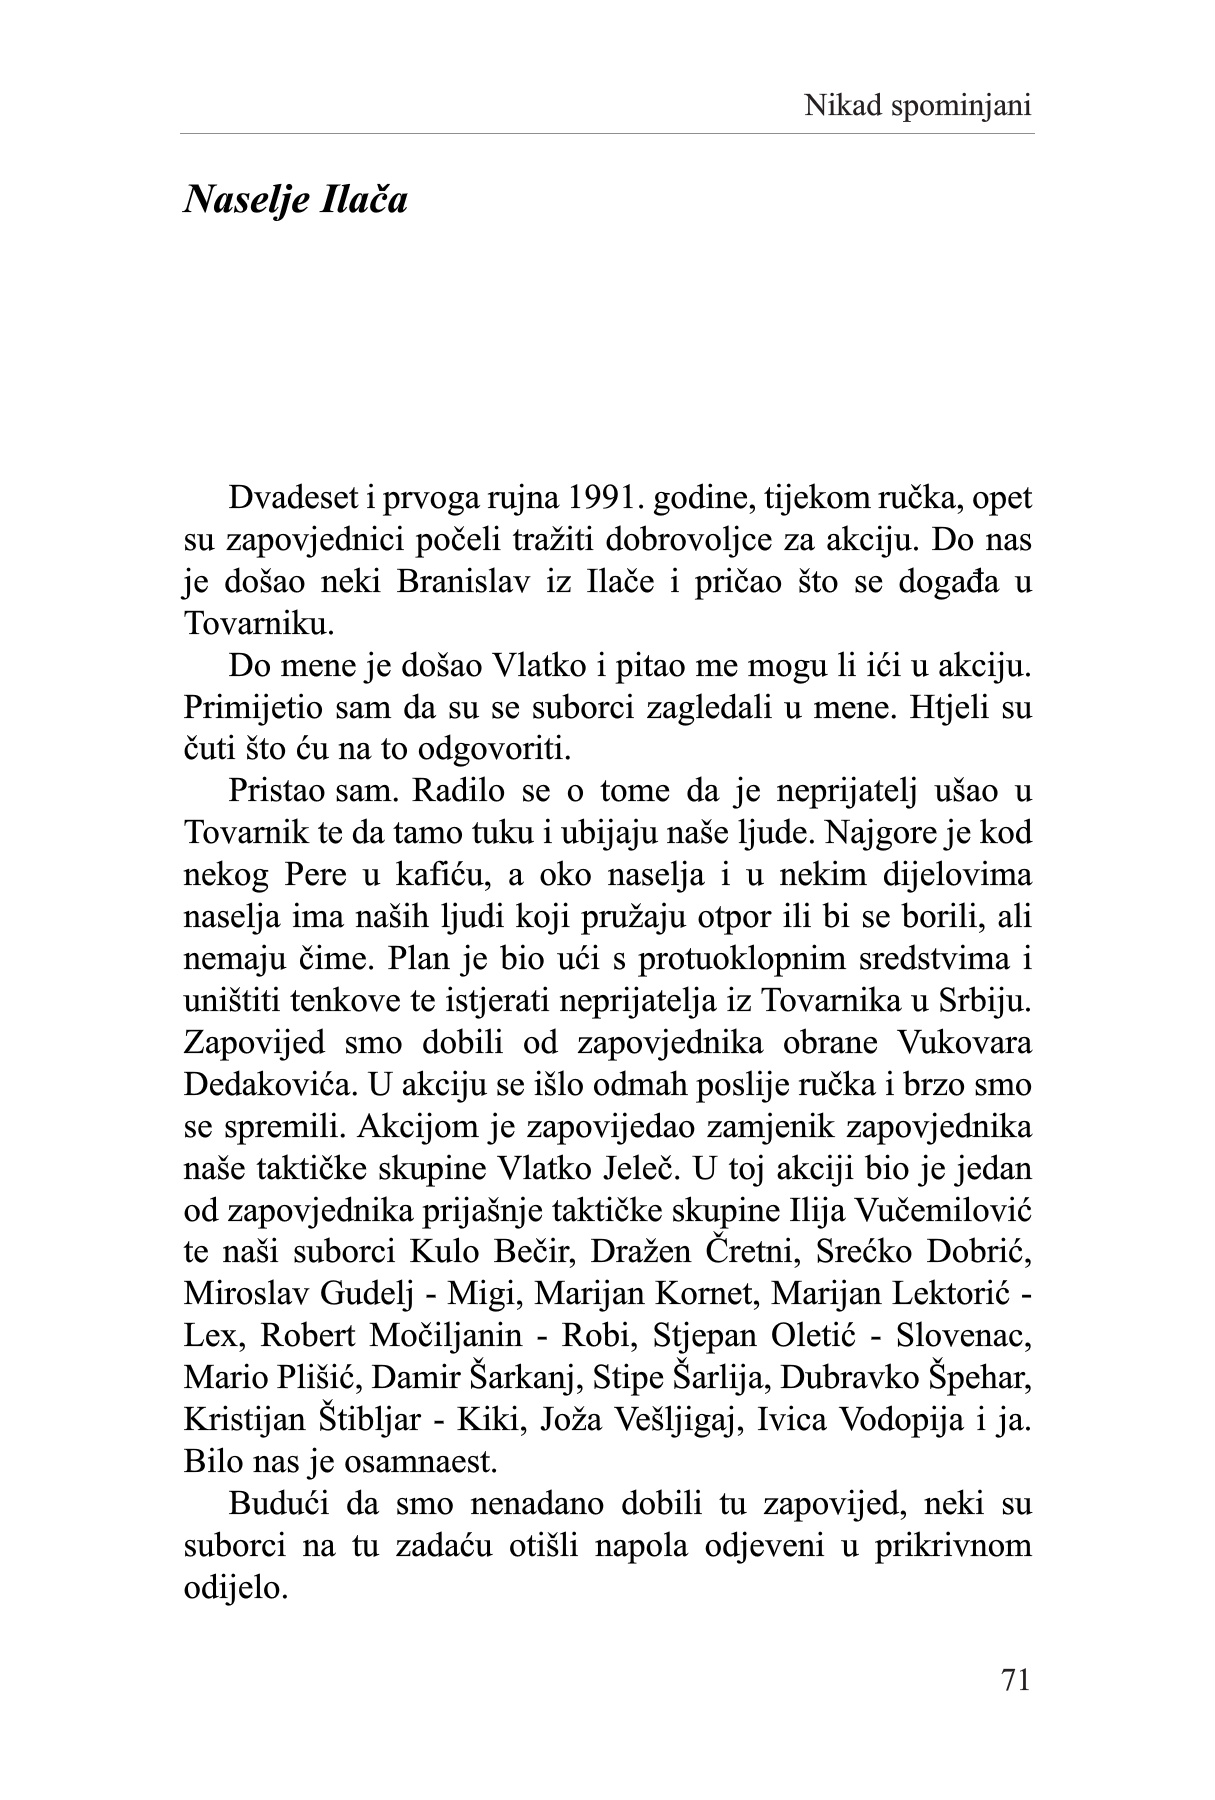 Nikad spominjani
Naselje Ilača
Dvadeset i prvoga rujna 1991. godine, tijekom ručka, opet
su zapovjednici počeli tražiti dobrovoljce za akciju. Do nas
je došao neki Branislav iz Ilače i pričao što se događa u
Tovarniku.
Do mene je došao Vlatko i pitao me mogu li ići u akciju.
Primijetio sam da su se suborci zagledali u mene. Htjeli su
čuti što ću na to odgovoriti.
Pristao sam. Radilo se o tome da je neprijatelj ušao u
Tovarnik te da tamo tuku i ubijaju naše ljude. Najgore je kod
nekog Pere u kafiću, a oko naselja i u nekim dijelovima
naselja ima naših ljudi koji pružaju otpor ili bi se borili, ali
nemaju čime. Plan je bio ući s protuoklopnim sredstvima i
uništiti tenkove te istjerati neprijatelja iz Tovarnika u Srbiju.
Zapovijed smo dobili od zapovjednika obrane Vukovara
Dedakovića. U akciju se išlo odmah poslije ručka i brzo smo
se spremili. Akcijom je zapovijedao zamjenik zapovjednika
naše taktičke skupine Vlatko Jeleč. U toj akciji bio je jedan
od zapovjednika prijašnje taktičke skupine Ilija Vučemilović
te naši suborci Kulo Bečir, Dražen Čretni, Srećko Dobrić,
Miroslav Gudelj - Migi, Marijan Kornet, Marijan Lektorić -
Lex, Robert Močiljanin - Robi, Stjepan Oletić - Slovenac,
Mario Plišić, Damir Šarkanj, Stipe Šarlija, Dubravko Špehar,
Kristijan Štibljar - Kiki, Joža Vešljigaj, Ivica Vodopija i ja.
Bilo nas je osamnaest.
Budući da smo nenadano dobili tu zapovijed, neki su
suborci na tu zadaću otišli napola odjeveni u prikrivnom
odijelo.
71